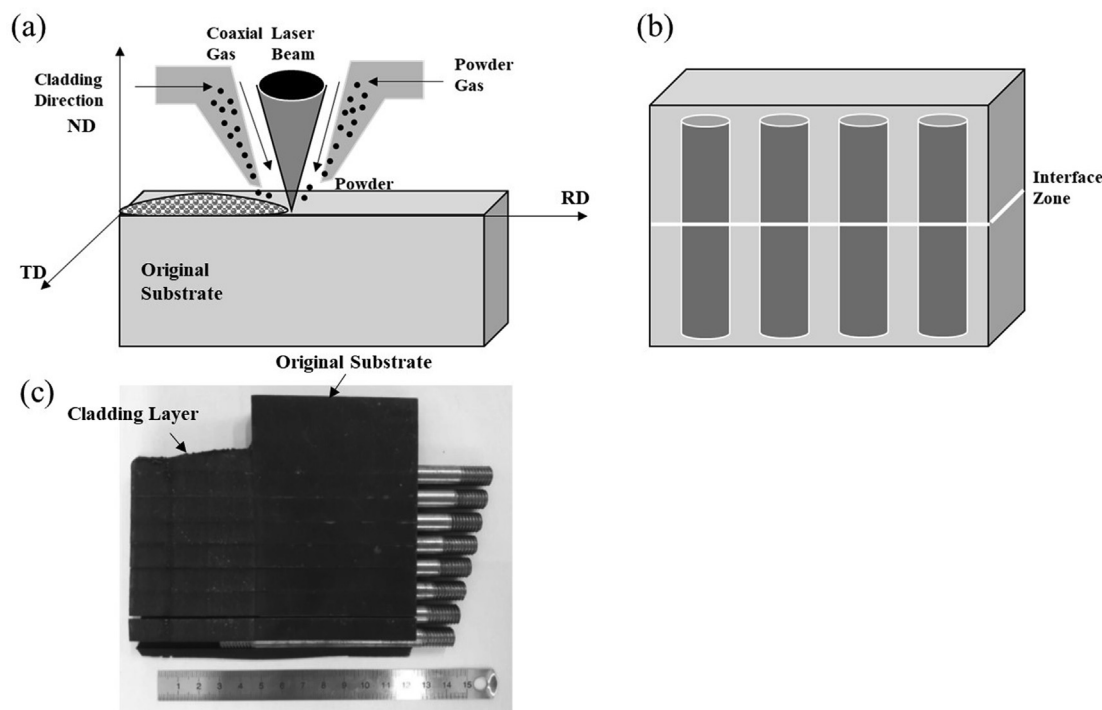 (a)
Coaxial Laser
Gas Beam
Cladding
Direction
ND
Powder
Gas
Powder
RD
TD
Original
Substrate
(b)
Interface
Zone
(c)
Original Substrate
Cladding Layer
1 2 3 4 5 6 7 8 9 10 11 12 13 14 15